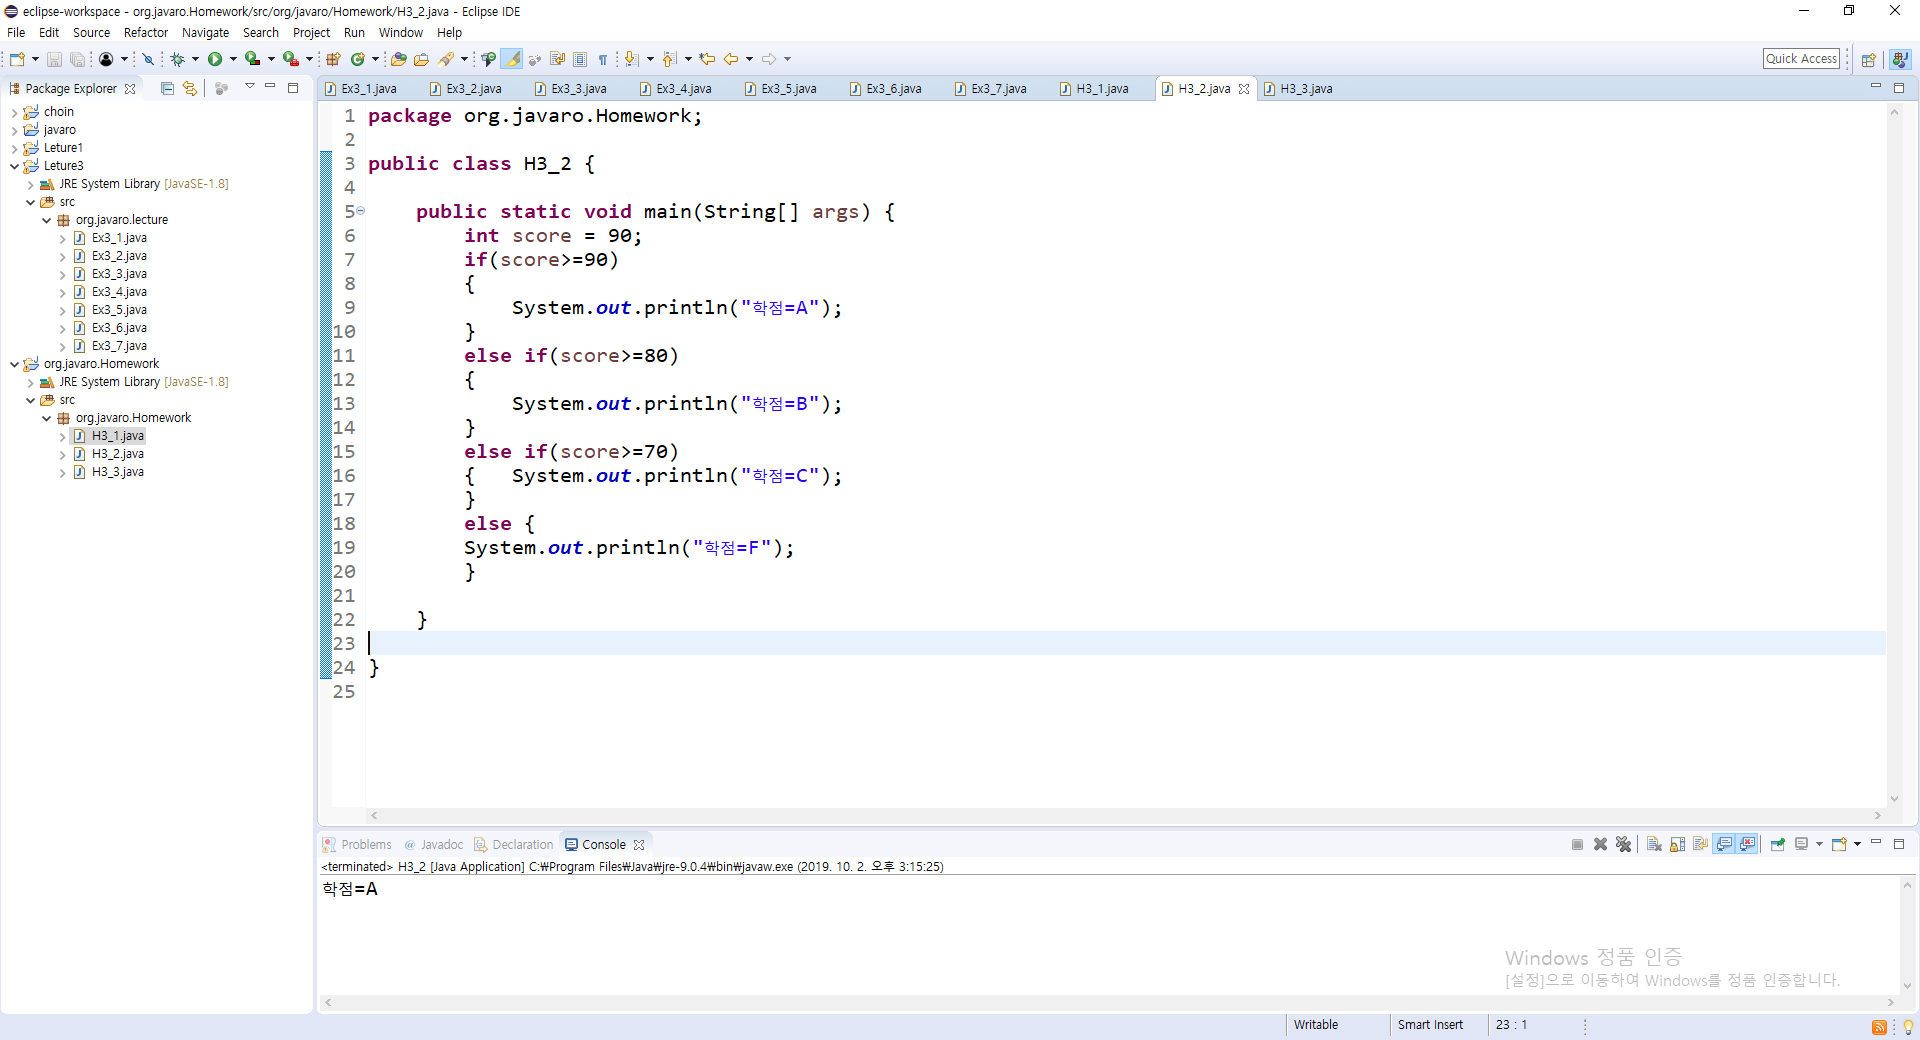 eclipse-workspace - org.javaro.Homework/src/org/javaro/Homework/H3_2.java - Eclipse IDE
File Edit Source Refactor Navigate Search Project Run Window Help
Quick Access
Package Explorer
choin
javaro
Leture1
Leture3
JRE System Library [JavaSE-1.8]
src
org.javaro.lecture
Ex3_1.java
Ex3_2.java
Ex3_3.java
Ex3_4.java
Ex3_5.java
Ex3_6.java
Ex3_7.java
org.javaro.Homework
JRE System Library [JavaSE-1.8]
src
org.javaro.Homework
H3_1.java
H3_2.java
H3_3.java
Ex3_1.java Ex3_2.java Ex3_3.java Ex3_4.java Ex3_5.java Ex3_6.java Ex3_7.java H3_1.java H3_2.java H3_3.java
1 package org.javaro.Homework;
2
3 public class H3_2 {
4
5 public static void main(String[] args) {
6 int score = 90;
7 if(score>=90)
8 {
9 System.out.println("학점=A");
10 }
11 else if(score>=80)
12 {
13 System.out.println("학점=B");
14 }
15 else if(score>=70)
16 { System.out.println("학점=C");
17 }
18 else {
19 System.out.println("학점=F");
20 }
21
22 }
23
24 }
25
Problems @ Javadoc Declaration Console
<terminated> H3_2 [Java Application] C:₩Program Files₩Java₩jre-9.0.4₩bin₩javaw.exe (2019. 10. 2. 오후 3:15:25)
학점=A
Windows 정품 인증
[설정]으로 이동하여 Windows를 정품 인증합니다.
Writable Smart Insert 23 : 1